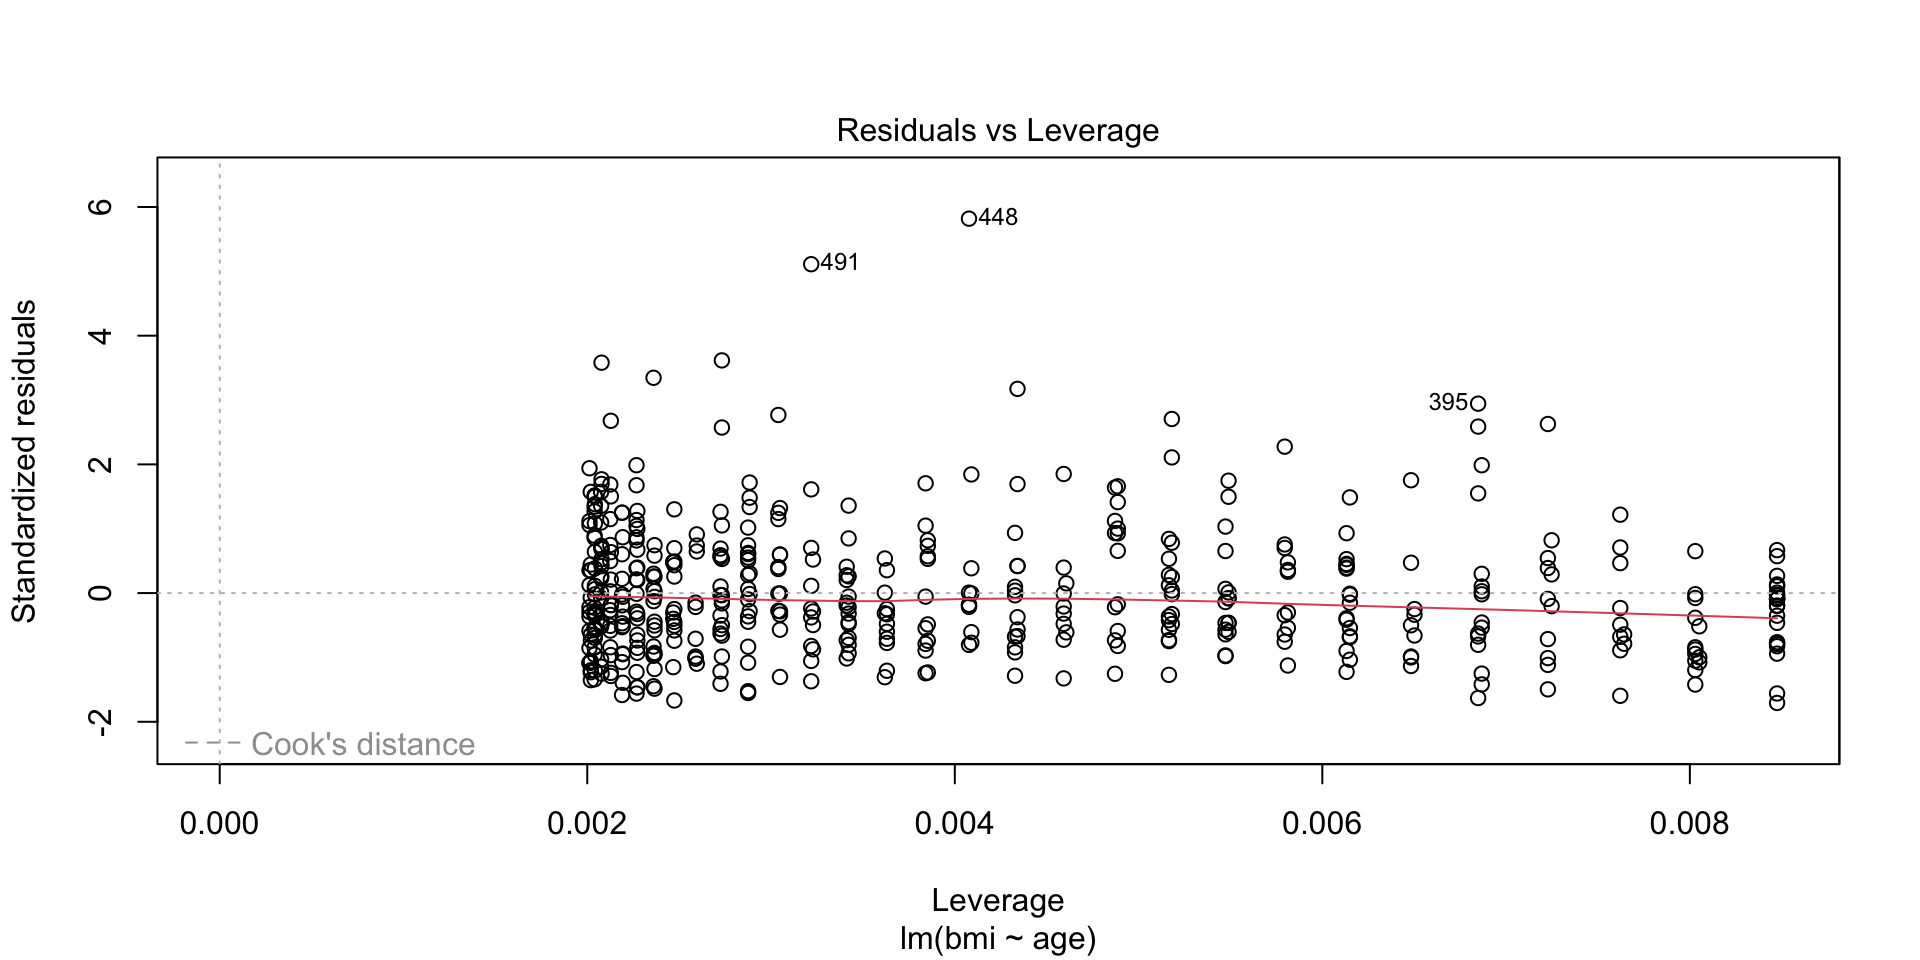 Residuals vs Leverage
Standardized residuals
6
4
2
0
-2
448
491
395
Cook's distance
0.000 0.002 0.004 0.006 0.008
Leverage
lm(bmi ~ age)